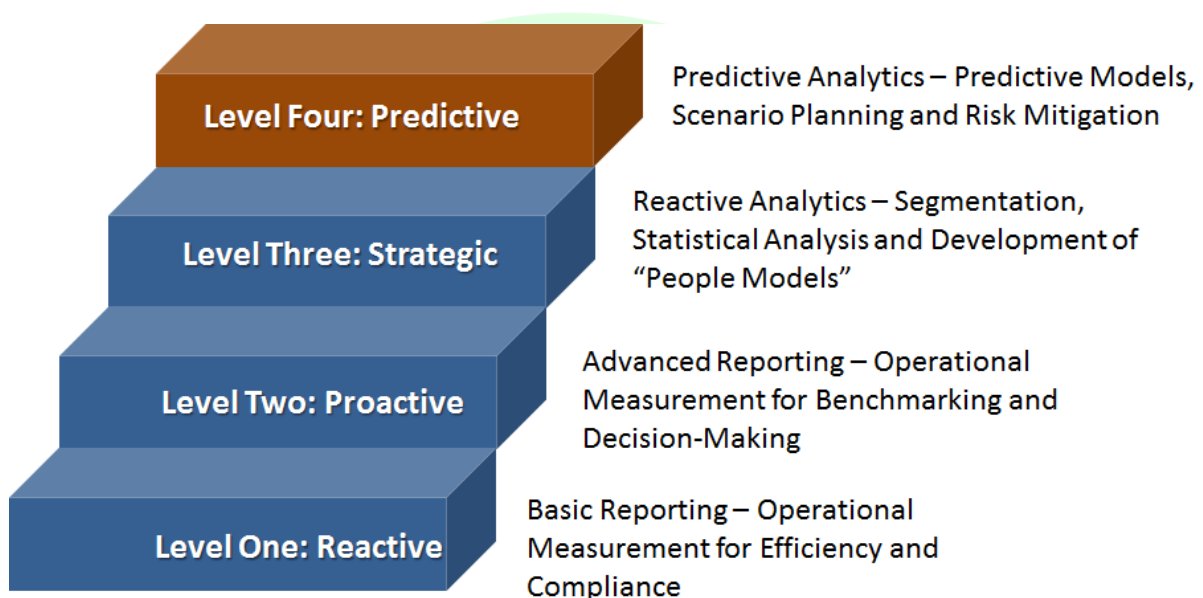 Level Four: Predictive
Predictive Analytics – Predictive Models,
Scenario Planning and Risk Mitigation
Level Three: Strategic
Reactive Analytics – Segmentation,
Statistical Analysis and Development of
“People Models”
Level Two: Proactive
Advanced Reporting – Operational
Measurement for Benchmarking and
Decision-Making
Level One: Reactive
Basic Reporting – Operational
Measurement for Efficiency and
Compliance